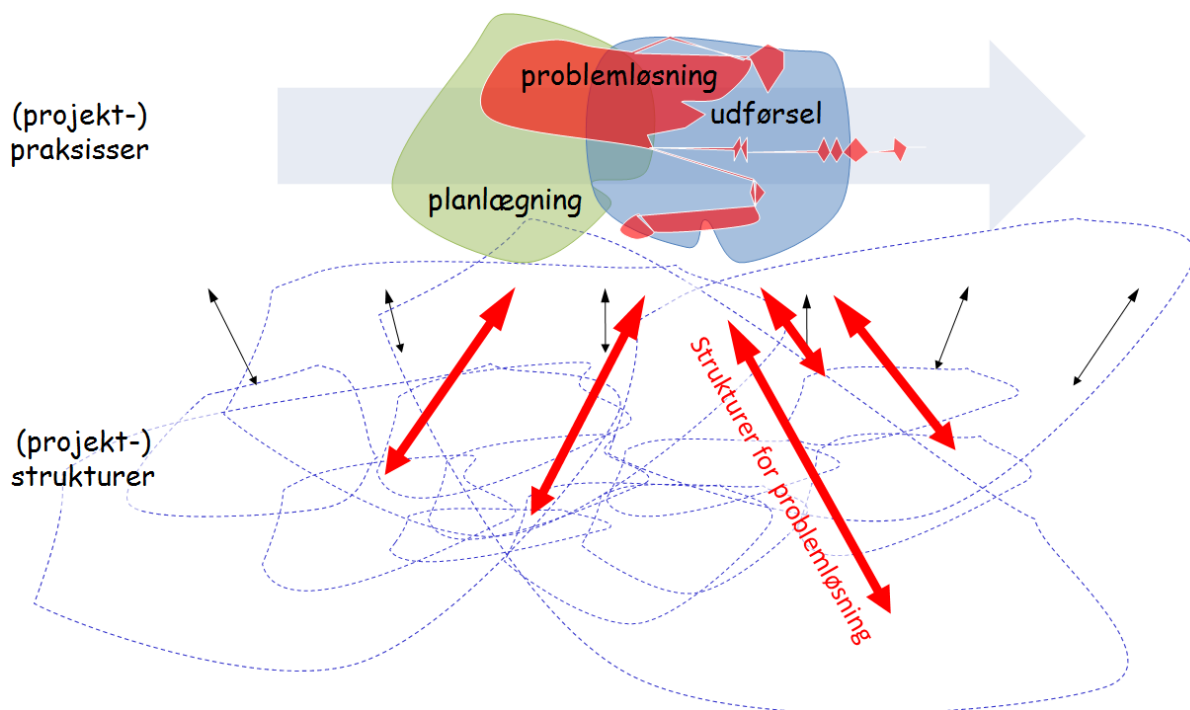 problemløsning
(projekt-)
praksisser
udførsel
planlægning
Strukturer for problemløsning
(projekt-)
strukturer